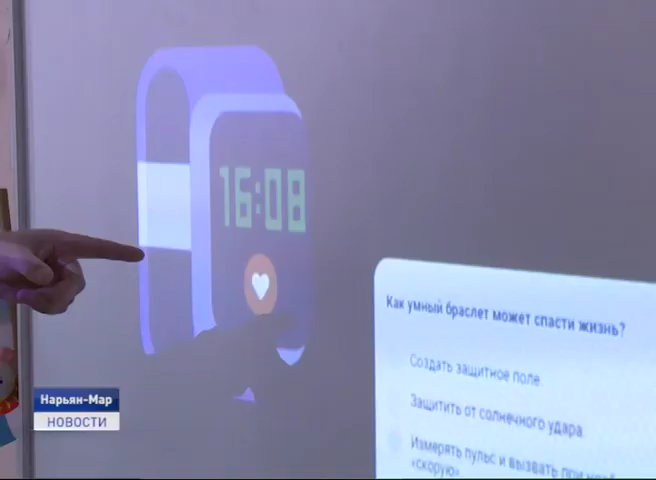 16:08
Как умный браслет может спасти жизнь?
Создать защитное поле
Защитить от солнечного удара
Измерять пульс и вызвать при
«скорую»
Нарьян-Мар
НОВОСТИ